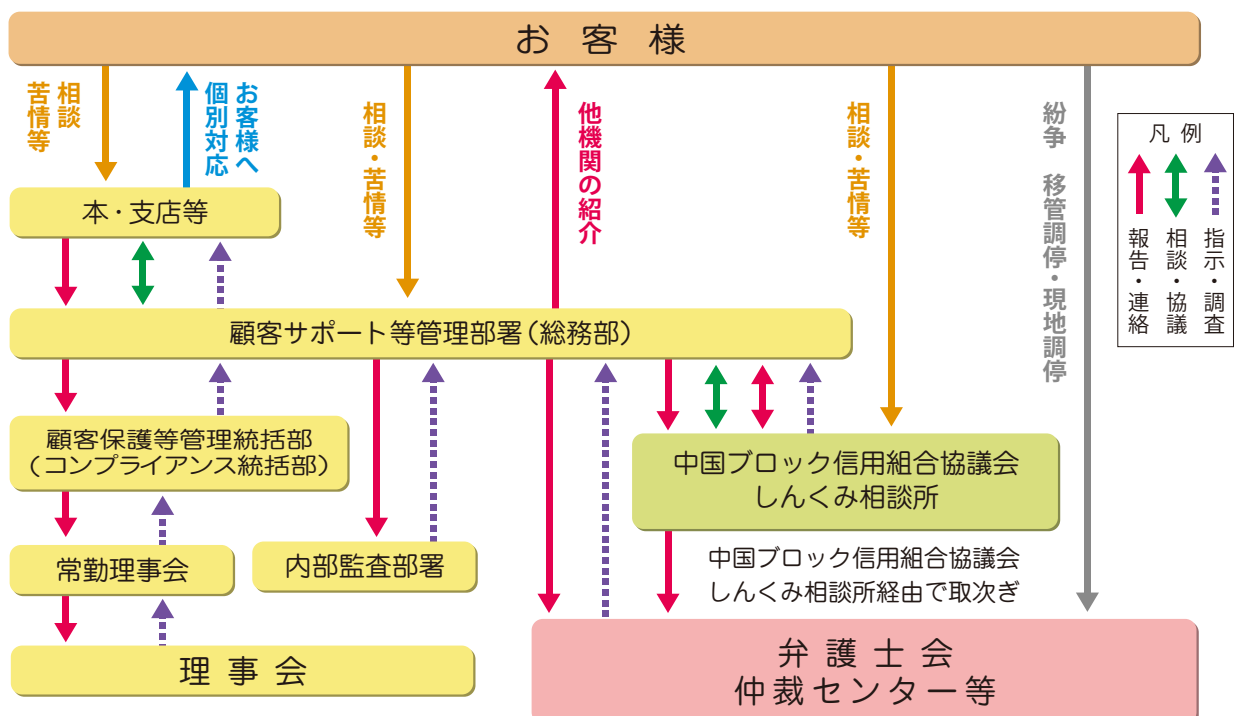 お客様
相談
苦情等
お客様へ
個別対応
相談・苦情等
他機関の紹介
相談・苦情等
紛争 移管調停・現地調停
凡例
報告・連絡
相談・協議
指示・調査
本・支店等
顧客サポート等管理部署（総務部）
顧客保護等管理統括部
（コンプライアンス統括部）
中国ブロック信用組合協議会
しんくみ相談所
常勤理事会
内部監査部署
中国ブロック信用組合協議会
しんくみ相談所経由で取次ぎ
理事会
弁護士会
仲裁センター等